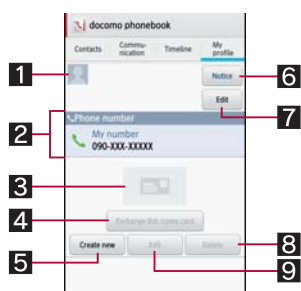 docomo phonebook
Contacts
Commu-
nication
Timeline
My
profile
1
Notice
6
Edit
7
Phone number
2
My number
090-XXX-XXXXX
3
4
Exchange this name card
Create new
Edit
Delete
8
5
9